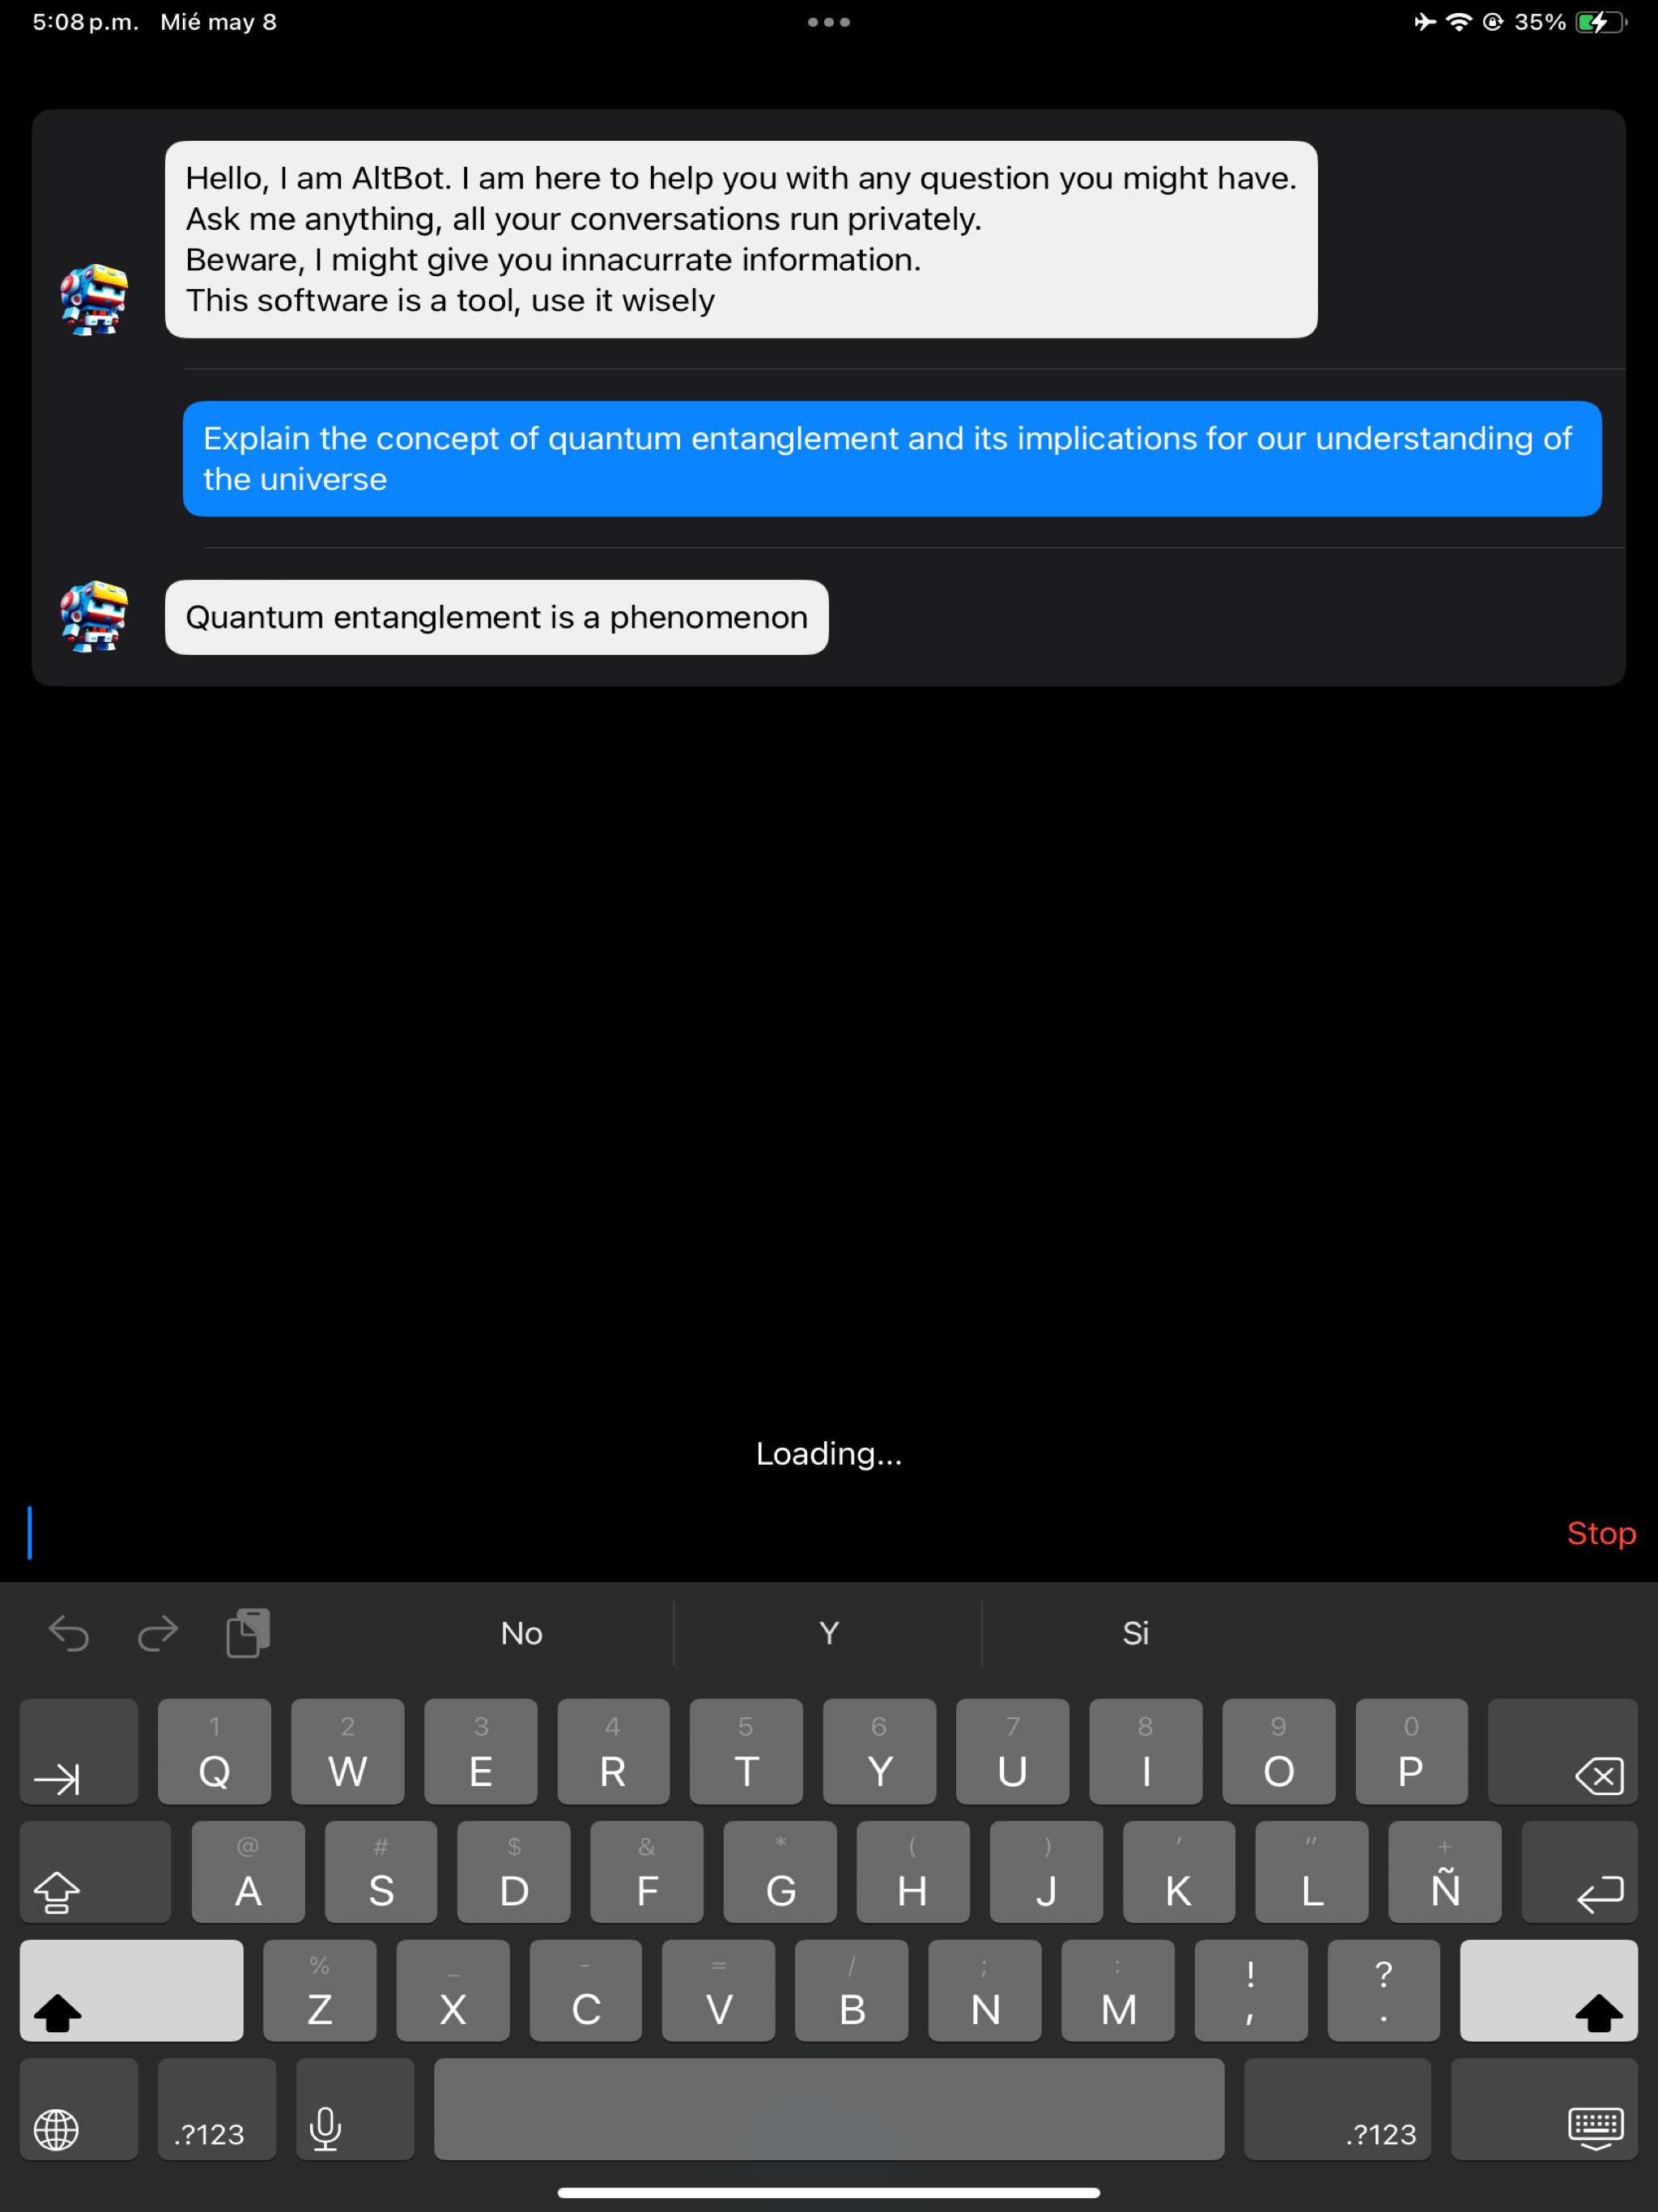 5:08 p.m. Mié may 8
35%
Hello, I am AltBot. I am here to help you with any question you might have.
Ask me anything, all your conversations run privately.
Beware, I might give you innacurrate information.
This software is a tool, use it wisely
Explain the concept of quantum entanglement and its implications for our understanding of
the universe
Quantum entanglement is a phenomenon
Loading...
Stop
No Y Si
1 2 3 4 5 6 7 8 9 0
Q W E R T Y U I O P
@ # $ & * ( ) ' " +
A S D F G H J K L Ñ
% _ - = / ; : ! ?
Z X C V B N M , .
.?123 .?123